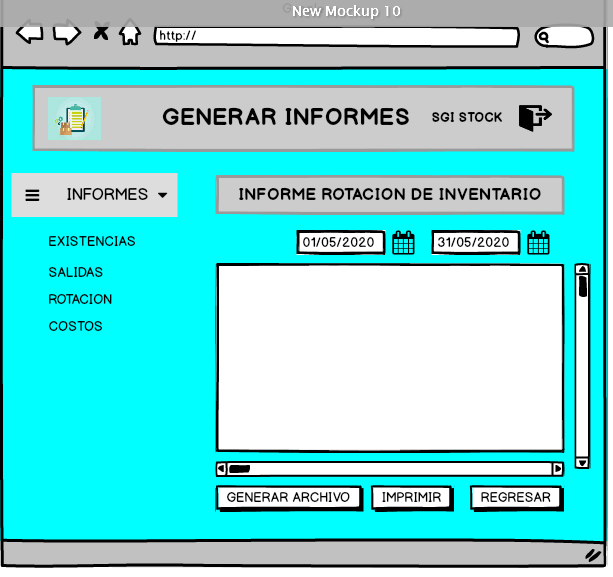 New Mockup 10
http://
GENERAR INFORMES
SGI STOCK
INFORMES
EXISTENCIAS
SALIDAS
ROTACION
COSTOS
INFORME ROTACION DE INVENTARIO
01/05/2020 31/05/2020
GENERAR ARCHIVO IMPRIMIR REGRESAR